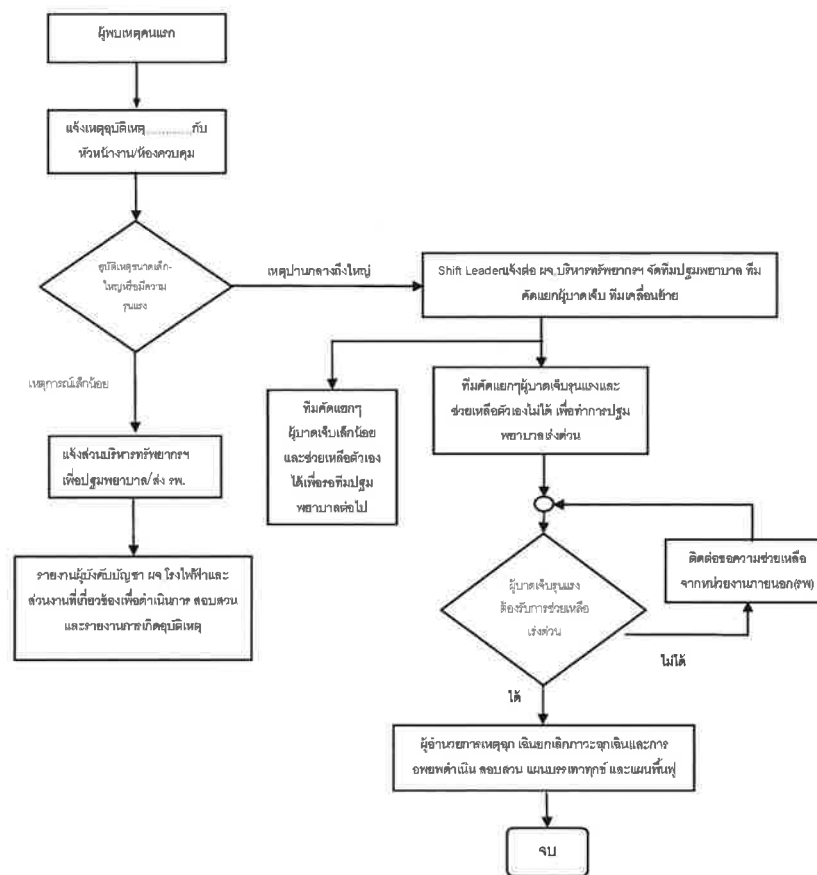 ผู้พบเหตุคนแรก
แจ้งเหตุอุบัติเหตุ..............กับ
หัวหน้างาน/ห้องควบคุม
อุบัติเหตุขนาดเล็ก-
ใหญ่หรือมีความ
รุนแรง
เหตุปานกลางถึงใหญ่
Shift Leaderแจ้งต่อ ผจ.บริหารทรัพยากรฯ จัดทีมปฐมพยาบาล ทีม
คัดแยกผู้บาดเจ็บ ทีมเคลื่อนย้าย
เหตุการณ์เล็กน้อย
แจ้งส่วนบริหารทรัพยากรฯ
เพื่อปฐมพยาบาล/ส่ง รพ.
รายงานผู้บังคับบัญชา ผจ โรงไฟฟ้าและ
ส่วนงานที่เกี่ยวข้องเพื่อดำเนินการ สอบสวน
และรายงานการเกิดอุบัติเหตุ
ทีมคัดแยกๆ
ผู้บาดเจ็บเล็กน้อย
และช่วยเหลือตัวเอง
ได้เพื่อรอทีมปฐม
พยาบาลต่อไป
ทีมคัดแยกๆผู้บาดเจ็บรุนแรงและ
ช่วยเหลือตัวเองไม่ได้ เพื่อทำการปฐม
พยาบาลเร่งด่วน
ผู้บาดเจ็บรุนแรง
ต้องรับการช่วยเหลือ
เร่งด่วน
ติดต่อขอความช่วยเหลือ
จากหน่วยงานภายนอก(รพ)
ไม่ได้
ได้
ผู้อำนวยการเหตุฉุก เฉินยกเลิกภาวะฉุกเฉินและการ
อพยพดำเนิน สอบสวน แผนบรรเทาทุกข์ และแผนฟื้นฟู
จบ